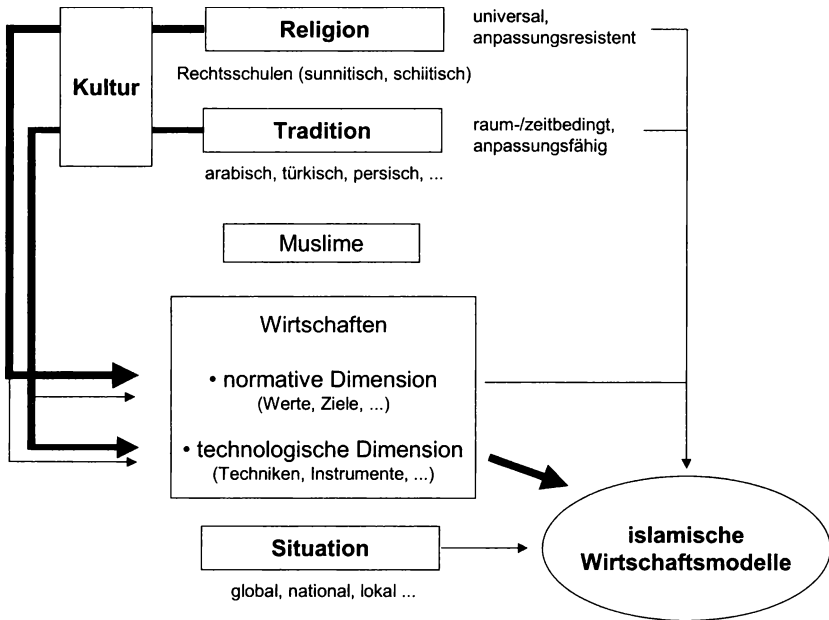 Kultur
Religion
universal,
anpassungsresistent
Rechtsschulen (sunnitisch, schiitisch)
Tradition
raum-/zeitbedingt,
anpassungsfähig
arabisch, türkisch, persisch, ...
Muslime
Wirtschaften
• normative Dimension
(Werte, Ziele, ...)
• technologische Dimension
(Techniken, Instrumente, ...)
Situation
global, national, lokal ...
islamische
Wirtschaftsmodelle